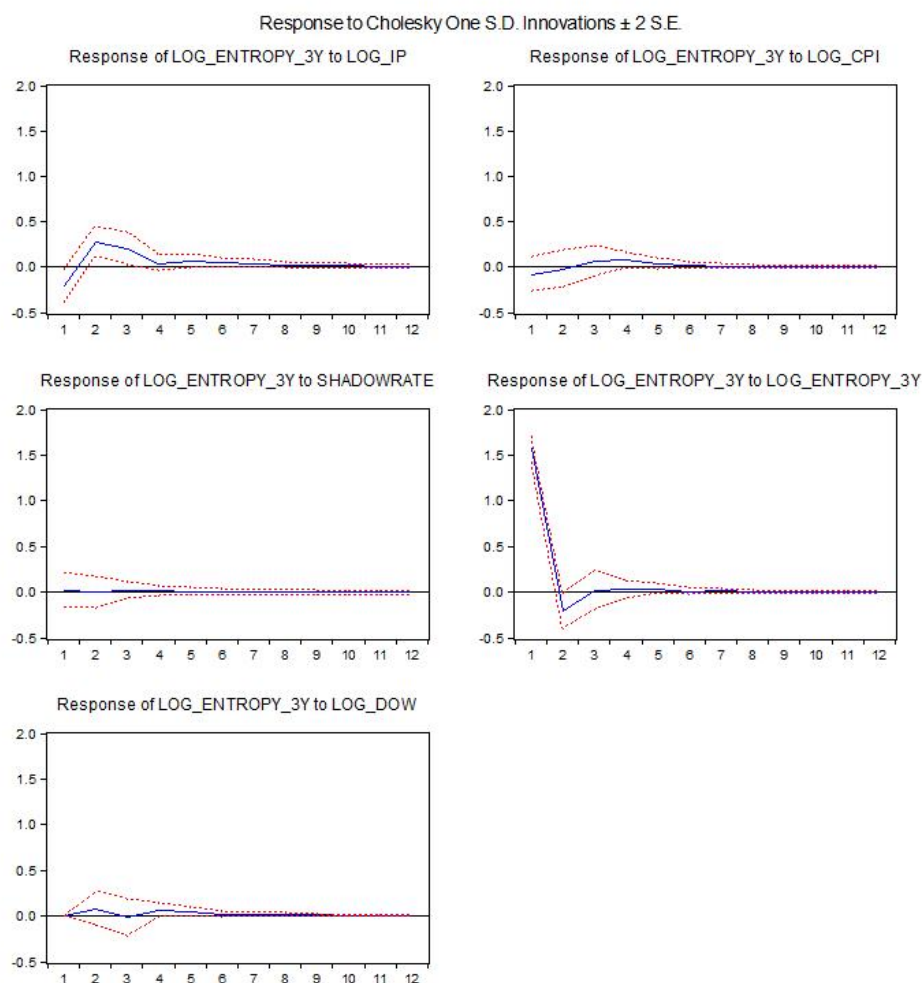 Response to Cholesky One S.D. Innovations ± 2 S.E.
Response of LOG_ENTROPY_3Y to LOG_IP
2.0
1.5
1.0
0.5
0.0
-0.5
1 2 3 4 5 6 7 8 9 10 11 12
Response of LOG_ENTROPY_3Y to LOG_CPI
2.0
1.5
1.0
0.5
0.0
-0.5
1 2 3 4 5 6 7 8 9 10 11 12
Response of LOG_ENTROPY_3Y to SHADOWRATE
2.0
1.5
1.0
0.5
0.0
-0.5
1 2 3 4 5 6 7 8 9 10 11 12
Response of LOG_ENTROPY_3Y to LOG_ENTROPY_3Y
2.0
1.5
1.0
0.5
0.0
-0.5
1 2 3 4 5 6 7 8 9 10 11 12
Response of LOG_ENTROPY_3Y to LOG_DOW
2.0
1.5
1.0
0.5
0.0
-0.5
1 2 3 4 5 6 7 8 9 10 11 12